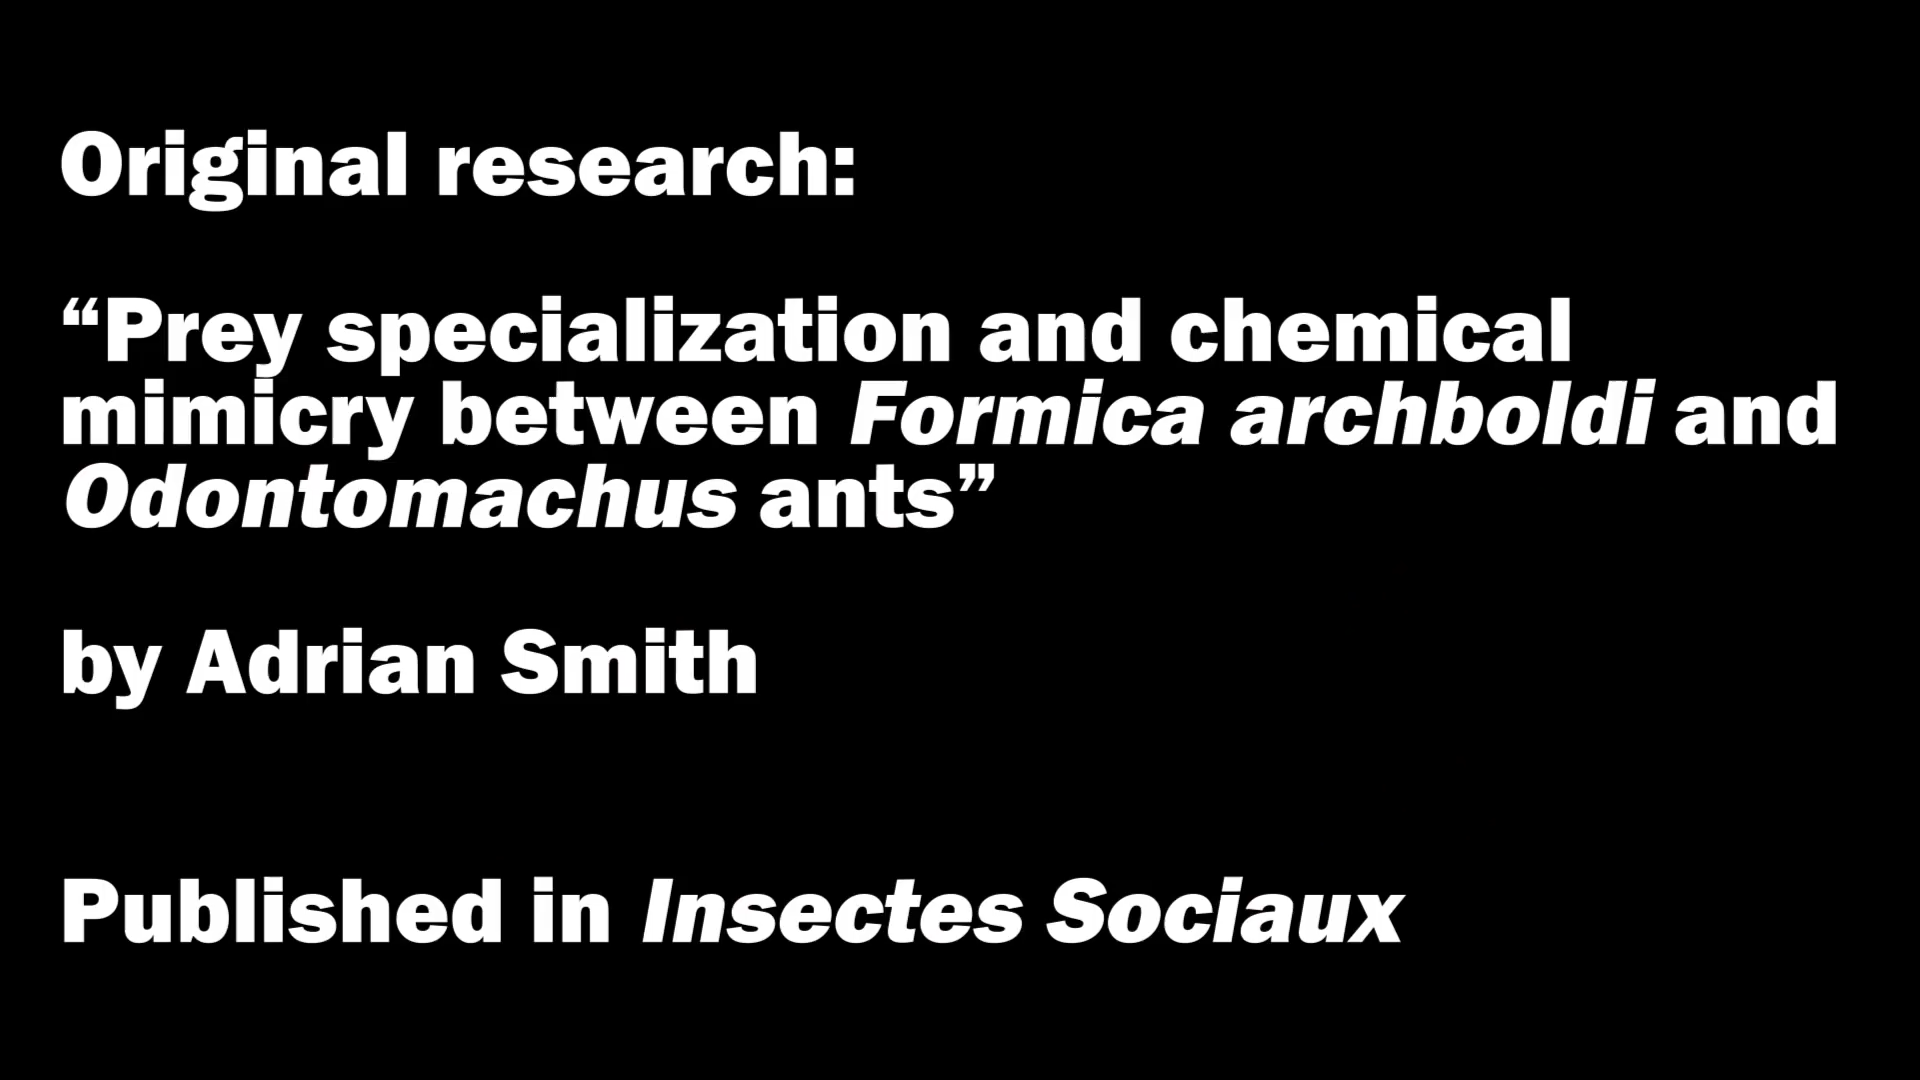 Original research:
“Prey specialization and chemical
mimicry between Formica archboldi and
Odontomachus ants”
by Adrian Smith
Published in Insectes Sociaux